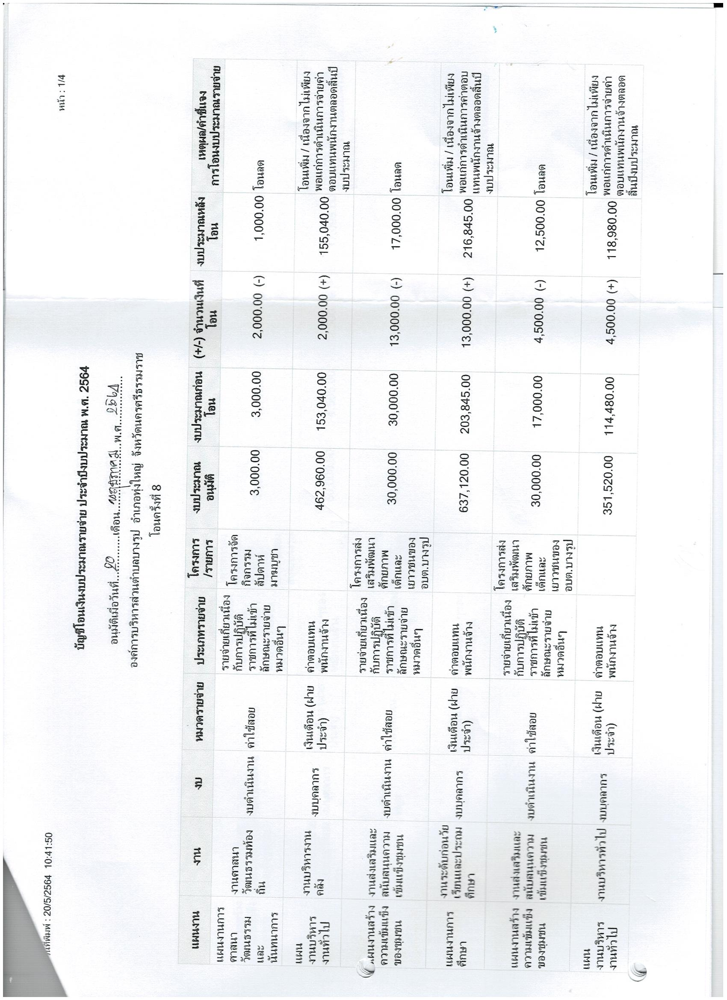 วันที่พิมพ์ : 20/5/2564 10:41:50
หน้า : 1/4
บัญชีโอนเงินงบประมาณรายจ่าย ประจำปีงบประมาณ พ.ศ. 2564
อนุมัติเมื่อวันที่...20...........เดือน...พฤษภาคม...พ.ศ....2564...
องค์การบริหารส่วนตำบลบางรูป อำเภอทุ่งใหญ่ จังหวัดนครศรีธรรมราช
โอนครั้งที่ 8
แผนงาน งาน งบ หมวดรายจ่าย ประเภทรายจ่าย โครงการ งบประมาณ งบประมาณก่อน (+/-) จำนวนเงินที่ งบประมาณหลัง เหตุผล/คำชี้แจง
/รายการ อนุมัติ โอน โอน โอน การโอนงบประมาณรายจ่าย
แผนงานการ งานศาสนา งบดำเนินงาน ค่าใช้สอย รายจ่ายเกี่ยวเนื่อง โครงการจัด 3,000.00 3,000.00 2,000.00 (-) 1,000.00 โอนลด
ศาสนา วัฒนธรรมท้อง กับการปฏิบัติ กิจกรรม
วัฒนธรรม ถิ่น ราชการที่ไม่เข้า สัปดาห์
และ ลักษณะรายจ่าย มาฆบูชา
นันทนาการ หมวดอื่นๆ
แผน งานบริหารงาน งบบุคลากร เงินเดือน (ฝาย ค่าตอบแทน 462,960.00 153,040.00 2,000.00 (+) 155,040.00 โอนเพิ่ม / เนื่องจากไม่เพียง
งานบริหาร คลัง ประจำ) พนักงานจ้าง พอแก่การดำเนินการจ่ายค่า
งานทั่วไป ตอบแทนพนักงานตลอดสิ้นปี
งบประมาณ
แผนงานสร้าง งานส่งเสริมและ งบดำเนินงาน ค่าใช้สอย รายจ่ายเกี่ยวเนื่อง โครงการส่ง 30,000.00 30,000.00 13,000.00 (-) 17,000.00 โอนลด
ความเข้มแข็ง สนับสนุนความ กับการปฏิบัติ เสริมพัฒนา
ของชุมชน เข้มแข็งชุมชน ราชการที่ไม่เข้า ศักยภาพ
ลักษณะรายจ่าย เด็กและ
หมวดอื่นๆ เยาวชนของ
อบต.บางรูป
แผนงานการ งานระดับก่อนวัย งบบุคลากร เงินเดือน (ฝาย ค่าตอบแทน 637,120.00 203,845.00 13,000.00 (+) 216,845.00 โอนเพิ่ม / เนื่องจากไม่เพียง
ศึกษา เรียนและประถม ประจำ) พนักงานจ้าง พอแก่การดำเนินการค่าตอบ
ศึกษา แทนพนักงานจ้างตลอดสิ้นปี
งบประมาณ
แผนงานสร้าง งานส่งเสริมและ งบดำเนินงาน ค่าใช้สอย รายจ่ายเกี่ยวเนื่อง โครงการส่ง 30,000.00 17,000.00 4,500.00 (-) 12,500.00 โอนลด
ความเข้มแข็ง สนับสนุนความ กับการปฏิบัติ เสริมพัฒนา
ของชุมชน เข้มแข็งชุมชน ราชการที่ไม่เข้า ศักยภาพ
ลักษณะรายจ่าย เด็กและ
หมวดอื่นๆ เยาวชนของ
อบต.บางรูป
แผน งานบริหารทั่วไป งบบุคลากร เงินเดือน (ฝาย ค่าตอบแทน 351,520.00 114,480.00 4,500.00 (+) 118,980.00 โอนเพิ่ม / เนื่องจากไม่เพียง
งานบริหาร ประจำ) พนักงานจ้าง พอแก่การดำเนินการจ่ายค่า
งานทั่วไป ตอบแทนพนักงานจ้างตลอด
สิ้นปีงบประมาณ